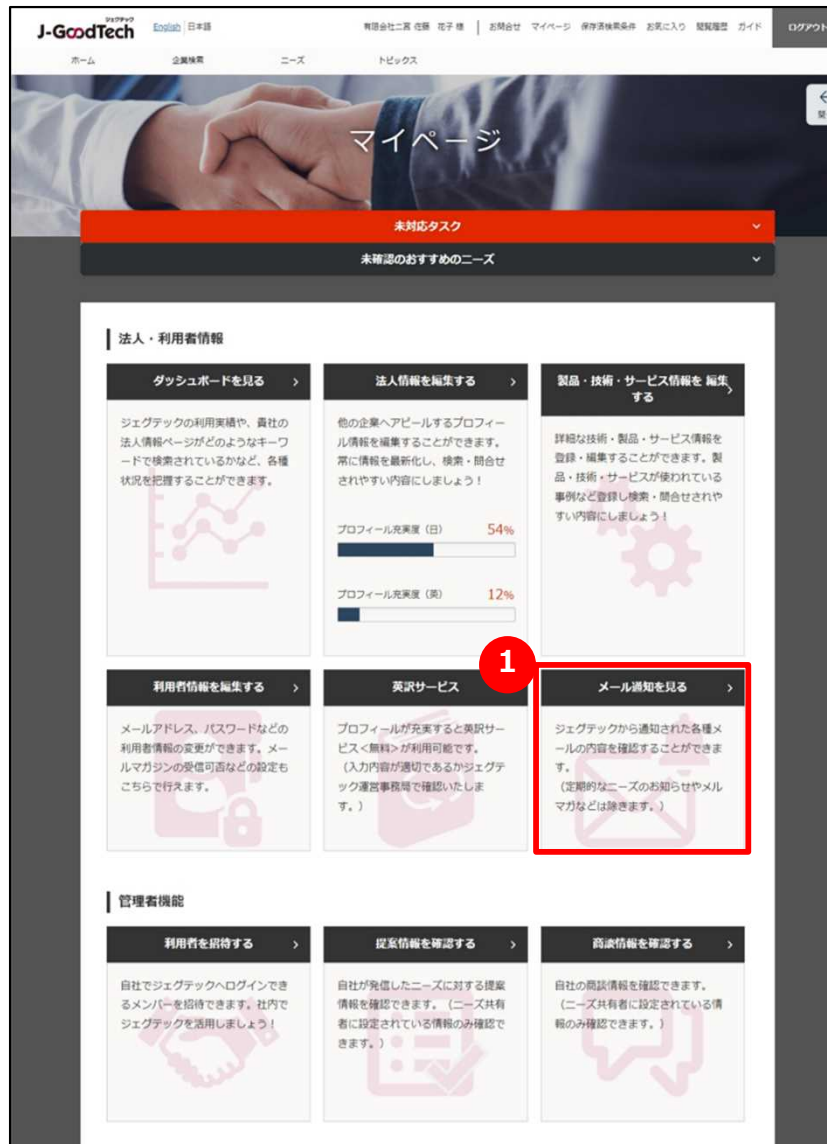 ジェグテック
J-GoodTech
English 日本語
有限会社二宮 佐藤 花子 様 お問合せ マイページ 保存済検索条件 お気に入り 閲覧履歴 ガイド ログアウト
ホーム 企業検索 ニーズ トピックス
マイページ
未対応タスク
未確認のおすすめのニーズ
法人・利用者情報
ダッシュボードを見る
ジェグテックの利用実績や、貴社の
法人情報ページがどのようなキーワ
ードで検索されているかなど、各種
状況を把握することができます。
法人情報を編集する
他の企業へアピールするプロフィー
ル情報を編集することができます。
常に情報を最新化し、検索・問合せ
されやすい内容にしましょう!
プロフィール充実度(日) 54%
プロフィール充実度(英) 12%
製品・技術・サービス情報を 編集
する
詳細な技術・製品・サービス情報を
登録・編集することができます。製
品・技術・サービスが使われている
事例など登録し検索・問合せされや
すい内容にしましょう!
利用者情報を編集する
メールアドレス、パスワードなどの
利用者情報の変更ができます。メー
ルマガジンの受信可否などの設定も
こちらで行えます。
英訳サービス
プロフィールが充実すると英訳サー
ビス<無料>が利用可能です。
(入力内容が適切であるかジェグテ
ック運営事務局で確認いたしま
す。)
1
メール通知を見る
ジェグテックから通知された各種メ
ールの内容を確認することができま
す。
(定期的なニーズのお知らせやメル
マガなどは除きます。)
管理者機能
利用者を招待する
自社でジェグテックへログインでき
るメンバーを招待できます。社内で
ジェグテックを活用しましょう!
提案情報を確認する
自社が発信したニーズに対する提案
情報を確認できます。(ニーズ共有
者に設定されている情報のみ確認で
きます。)
商談情報を確認する
自社の商談情報を確認できます。
(ニーズ共有者に設定されている情
報のみ確認できます。)